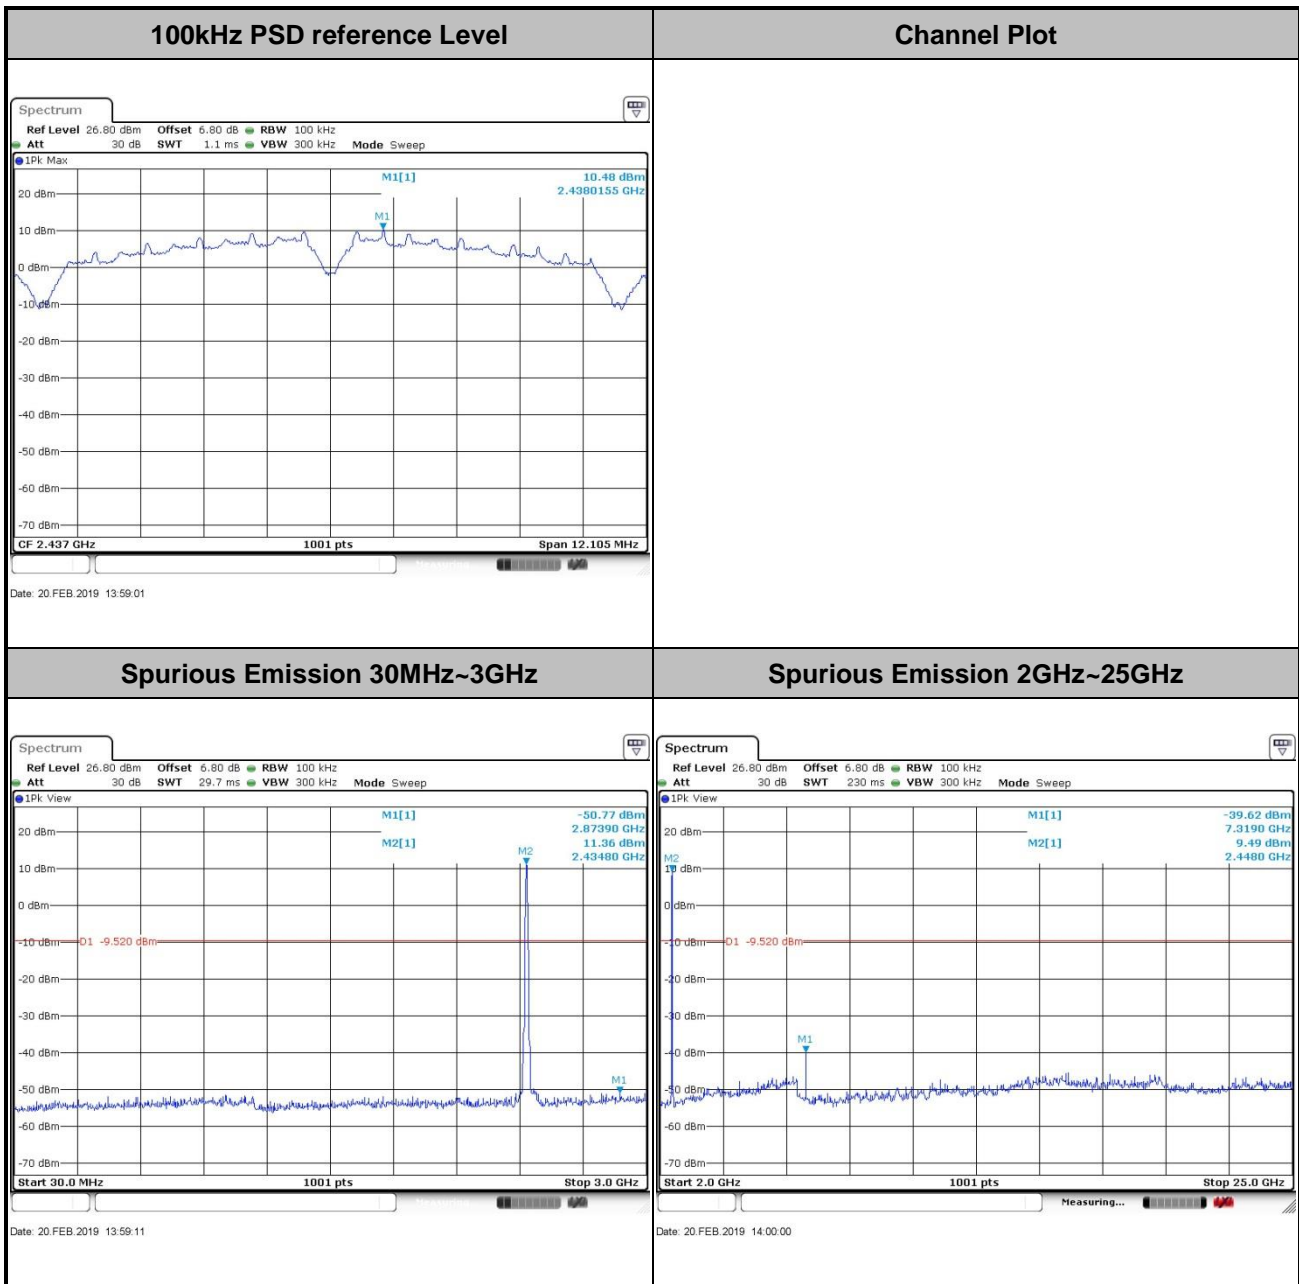 100kHz PSD reference Level
Channel Plot
Spectrum
Ref Level 26.80 dBm Offset 6.80 dB RBW 100 kHz
Att 30 dB SWT 1.1 ms VBW 300 kHz Mode Sweep
1Pk Max
M1[1] 10.48 dBm
2.4380155 GHz
M1
20 dBm
10 dBm
0 dBm
-10 dBm
-20 dBm
-30 dBm
-40 dBm
-50 dBm
-60 dBm
-70 dBm
CF 2.437 GHz 1001 pts Span 12.105 MHz
Measuring...
Date: 20.FEB.2019 13:59:01
Spurious Emission 30MHz~3GHz
Spurious Emission 2GHz~25GHz
Spectrum
Ref Level 26.80 dBm Offset 6.80 dB RBW 100 kHz
Att 30 dB SWT 29.7 ms VBW 300 kHz Mode Sweep
1Pk View
M1[1] -50.77 dBm
2.87390 GHz
M2[1] 11.36 dBm
2.43480 GHz
M2
20 dBm
10 dBm
0 dBm
-10 dBm
D1 -9.520 dBm
-20 dBm
-30 dBm
-40 dBm
-50 dBm
M1
-60 dBm
-70 dBm
Start 30.0 MHz 1001 pts Stop 3.0 GHz
Measuring...
Date: 20.FEB.2019 13:59:11
Spectrum
Ref Level 26.80 dBm Offset 6.80 dB RBW 100 kHz
Att 30 dB SWT 230 ms VBW 300 kHz Mode Sweep
1Pk View
M1[1] -39.62 dBm
7.3190 GHz
M2[1] 9.49 dBm
2.4480 GHz
20 dBm
M2
10 dBm
0 dBm
-10 dBm
D1 -9.520 dBm
-20 dBm
-30 dBm
M1
-40 dBm
-50 dBm
-60 dBm
-70 dBm
Start 2.0 GHz 1001 pts Stop 25.0 GHz
Measuring...
Date: 20.FEB.2019 14:00:00